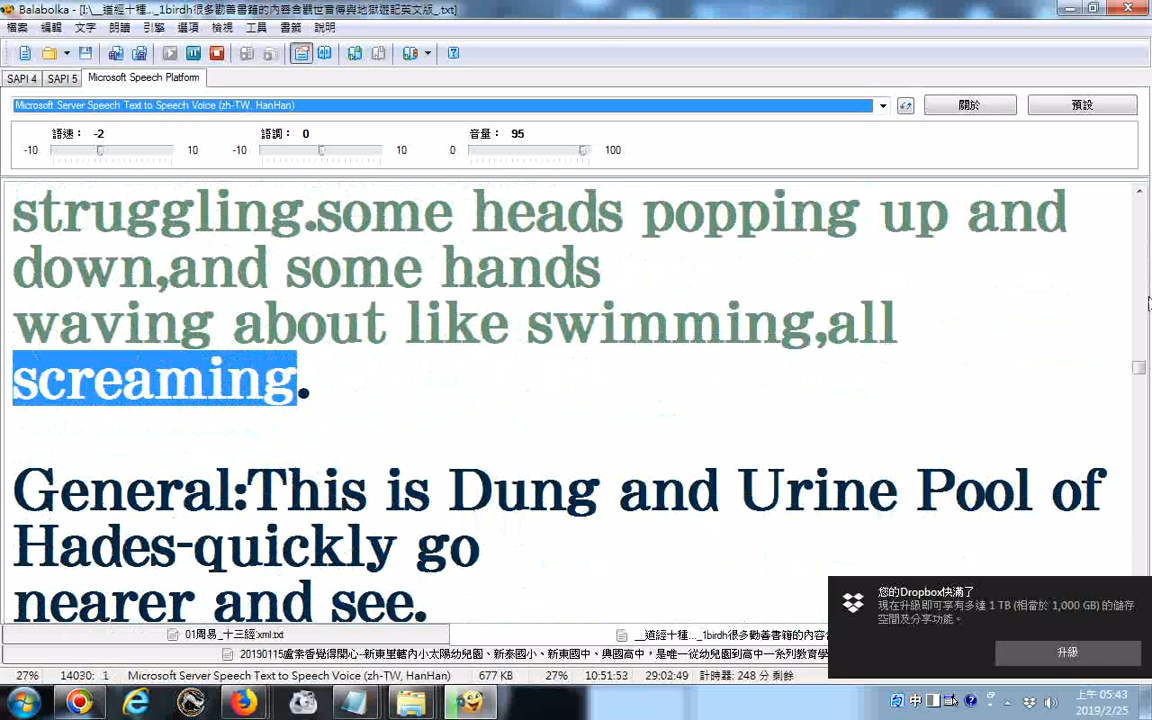 Balabolka - [I:\__道經十種..._1birdh很多勸善書籍的內容含觀世音傳與地獄遊記英文版_.txt]
檔案 編輯 文字 朗讀 引擎 選項 檢視 工具 書籤 說明
SAPI 4 SAPI 5 Microsoft Speech Platform
Microsoft Server Speech Text to Speech Voice (zh-TW, HanHan) 關於 預設
語速： -2 語調： 0 音量： 95
-10 10 -10 10 0 100
struggling.some heads popping up and
down,and some hands
waving about like swimming,all
screaming.
General:This is Dung and Urine Pool of
Hades-quickly go
nearer and see.
您的Dropbox快滿了
現在升級即可享有多達 1 TB (相當於 1,000 GB) 的儲存
空間及分享功能。
升級
01周易_十三經.xml.txt __道經十種..._1birdh很多勸善書籍的內容含
20190115盧素香覺得開心--新東里轄內小太陽幼兒園、新泰國小、新東國中、興國高中，是唯一從幼兒園到高中一系列教育學
27% 14030: 1 Microsoft Server Speech Text to Speech Voice (zh-TW, HanHan) 677 KB 27% 10:51:53 29:02:49 計時器: 248 分 剩餘
中 上午 05:43
2019/2/25